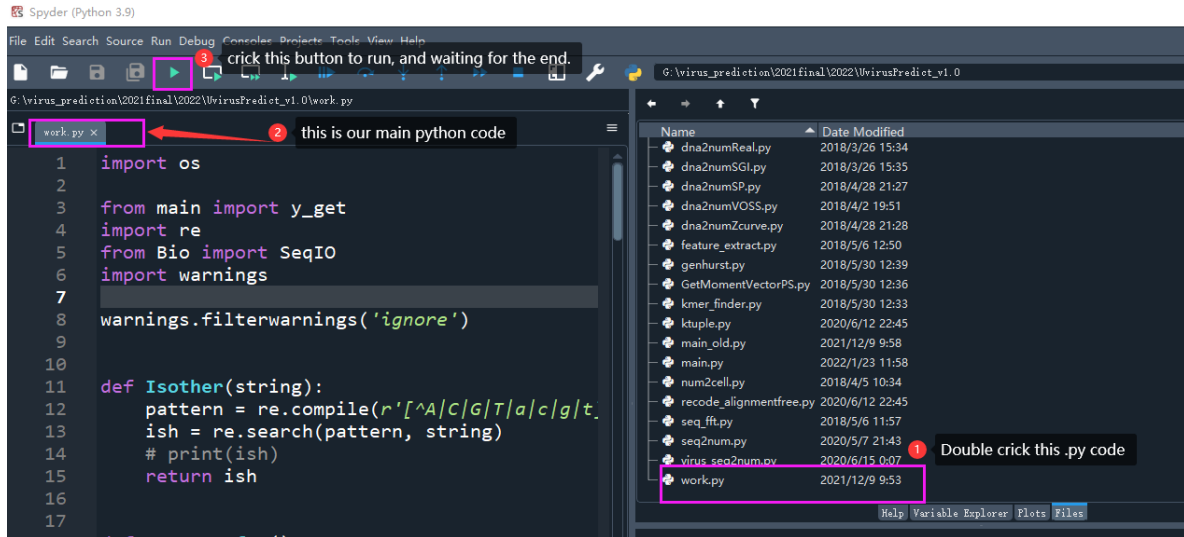 Spyder (Python 3.9)
File Edit Search Source Run Debug Consoles Projects Tools View Help
3 crick this button to run, and waiting for the end.
G:\virus_prediction\2021final\2022\UvirusPredict_v1.0
G:\virus_prediction\2021final\2022\UvirusPredict_v1.0\work.py
work.py ×
2 this is our main python code
1 import os
2
3 from main import y_get
4 import re
5 from Bio import SeqIO
6 import warnings
7
8 warnings.filterwarnings('ignore')
9
10
11 def Isother(string):
12 pattern = re.compile(r'[^A|C|G|T|a|c|g|t]
13 ish = re.search(pattern, string)
14 # print(ish)
15 return ish
16
17
Name Date Modified
dna2numReal.py 2018/3/26 15:34
dna2numSGI.py 2018/3/26 15:35
dna2numSP.py 2018/4/28 21:27
dna2numVOSS.py 2018/4/2 19:51
dna2numZcurve.py 2018/4/28 21:28
feature_extract.py 2018/5/6 12:50
genhurst.py 2018/5/30 12:39
GetMomentVectorPS.py 2018/5/30 12:36
kmer_finder.py 2018/5/30 12:33
ktuple.py 2020/6/12 22:45
main_old.py 2021/12/9 9:58
main.py 2022/1/23 11:58
num2cell.py 2018/4/5 10:34
recode_alignmentfree.py 2020/6/12 22:45
seq_fft.py 2018/5/6 11:57
seq2num.py 2020/5/7 21:43
1 Double crick this .py code
virus_seq2num.py 2020/6/15 0:07
work.py 2021/12/9 9:53
Help Variable Explorer Plots Files